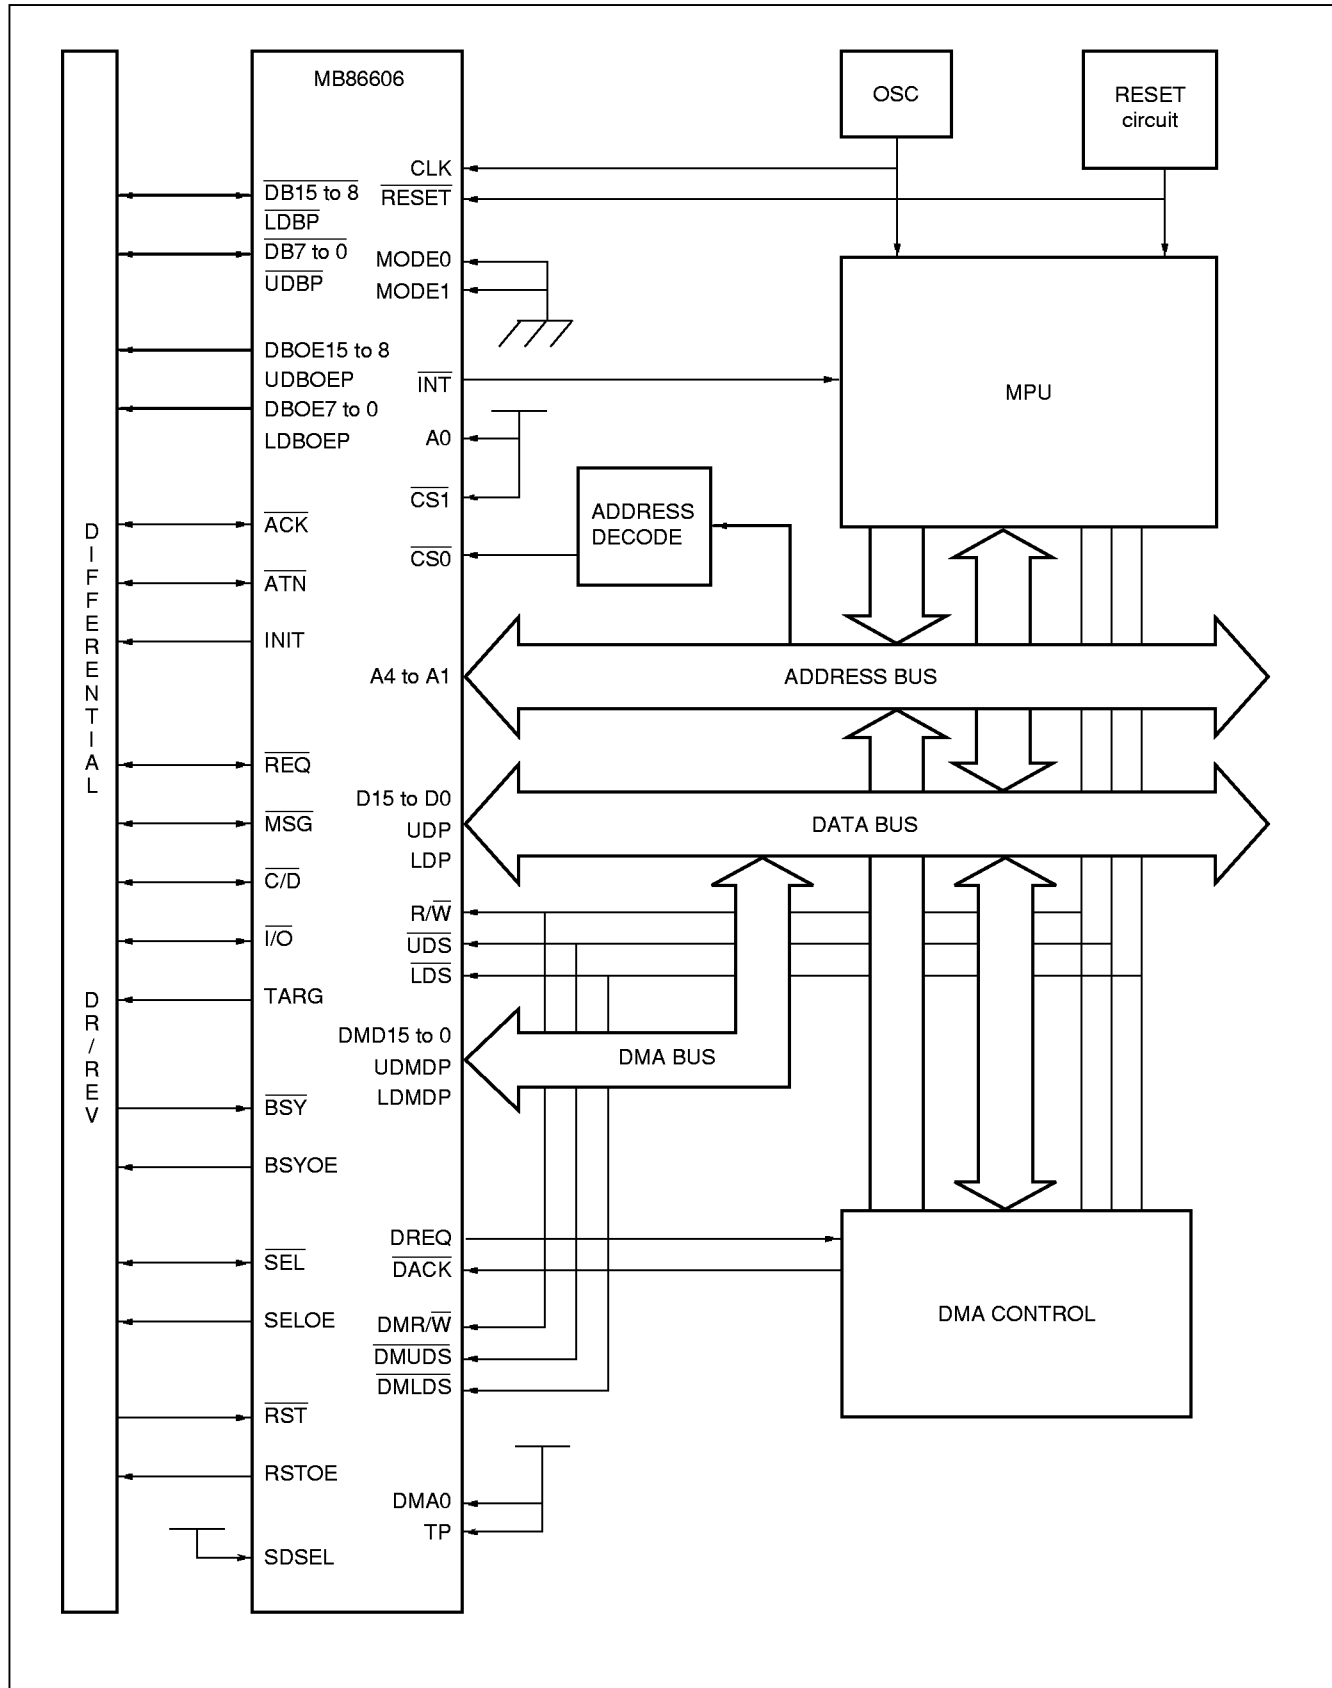 MB86606
OSC
RESET
circuit
CLK
RESET
DB15 to 8
LDBP
DB7 to 0
UDBP
MODE0
MODE1
DBOE15 to 8
UDBOEP
DBOE7 to 0
LDBOEP
INT
A0
CS1
CS0
MPU
ADDRESS
DECODE
DIFFERENTIAL
DR/REV
ACK
ATN
INIT
A4 to A1
ADDRESS BUS
REQ
MSG
C/D
I/O
TARG
D15 to D0
UDP
LDP
DATA BUS
R/W
UDS
LDS
DMD15 to 0
UDMDP
LDMDP
DMA BUS
BSY
BSYOE
SEL
SELOE
RST
RSTOE
SDSEL
DREQ
DACK
DMR/W
DMUDS
DMLDS
DMA CONTROL
DMA0
TP